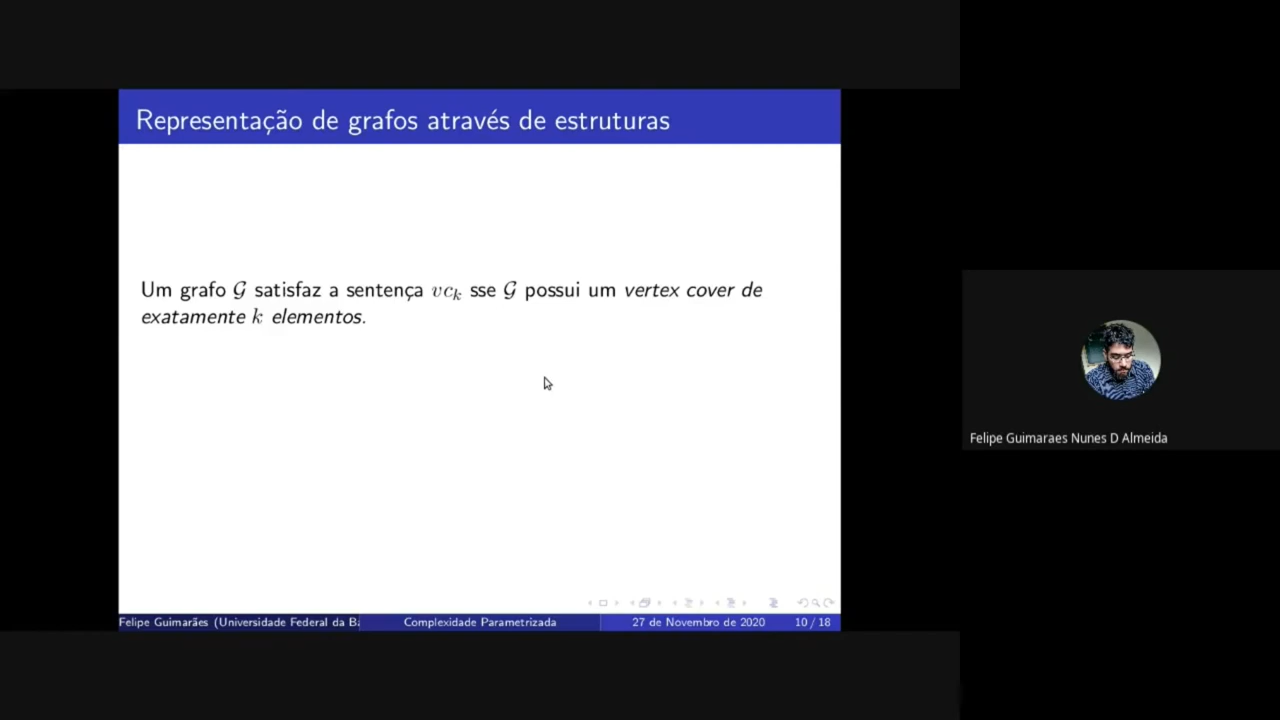 Representação de grafos através de estruturas
Um grafo 𝒢 satisfaz a sentença vcₖ sse 𝒢 possui um vertex cover de
exatamente k elementos.
Felipe Guimarães (Universidade Federal da Ba
Complexidade Parametrizada
27 de Novembro de 2020
10 / 18
Felipe Guimaraes Nunes D Almeida